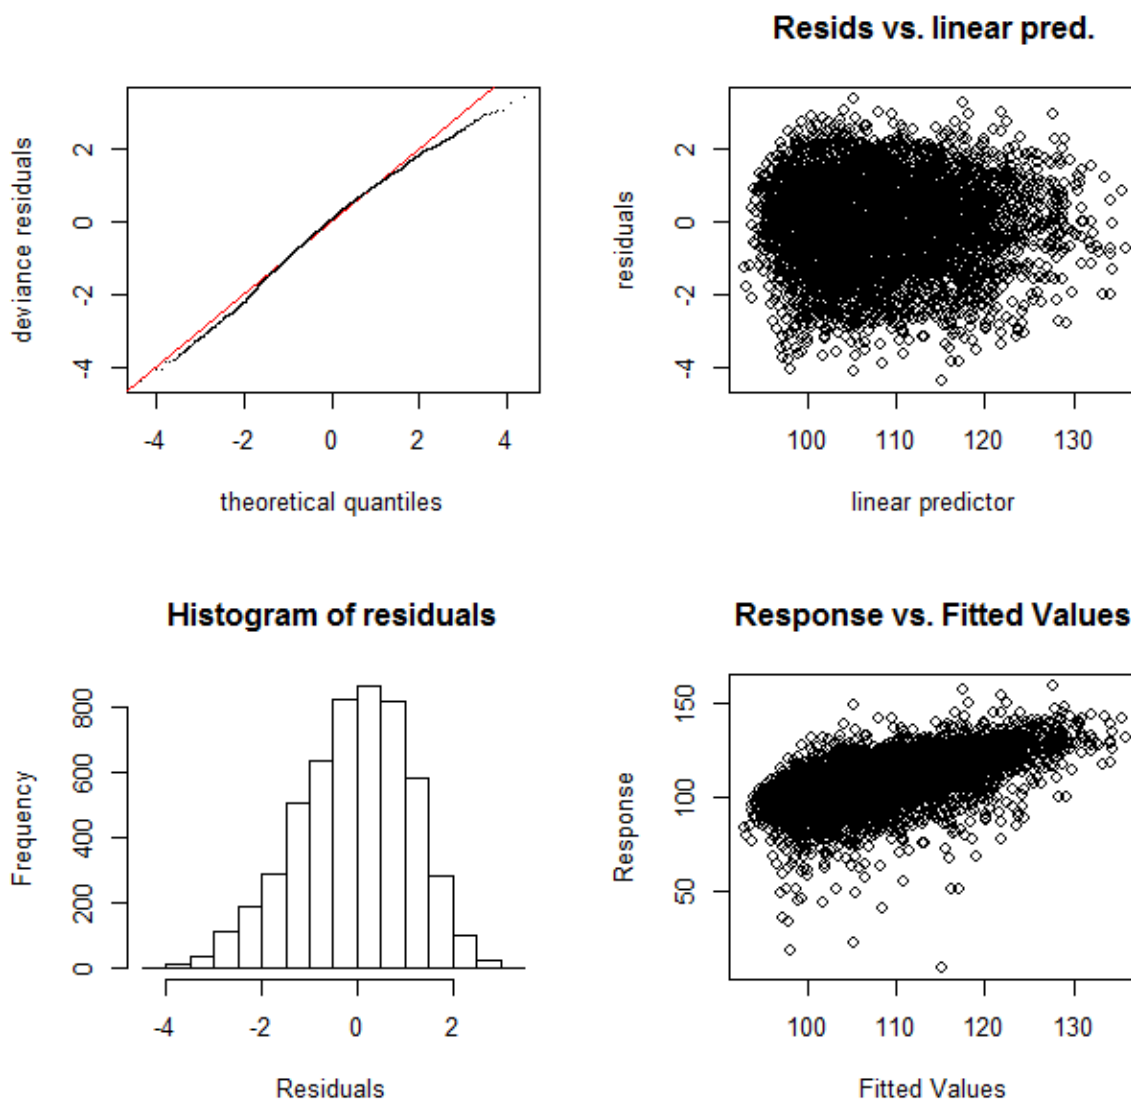 deviance residuals
2
0
-2
-4
-4 -2 0 2 4
theoretical quantiles
Resids vs. linear pred.
residuals
2
0
-2
-4
100 110 120 130
linear predictor
Histogram of residuals
Frequency
800
600
400
200
0
-4 -2 0 2
Residuals
Response vs. Fitted Values
Response
150
100
50
100 110 120 130
Fitted Values